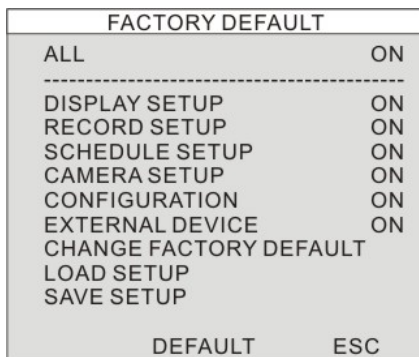 FACTORY DEFAULT
ALL ON
----------------------------------------
DISPLAY SETUP ON
RECORD SETUP ON
SCHEDULE SETUP ON
CAMERA SETUP ON
CONFIGURATION ON
EXTERNAL DEVICE ON
CHANGE FACTORY DEFAULT
LOAD SETUP
SAVE SETUP
DEFAULT ESC